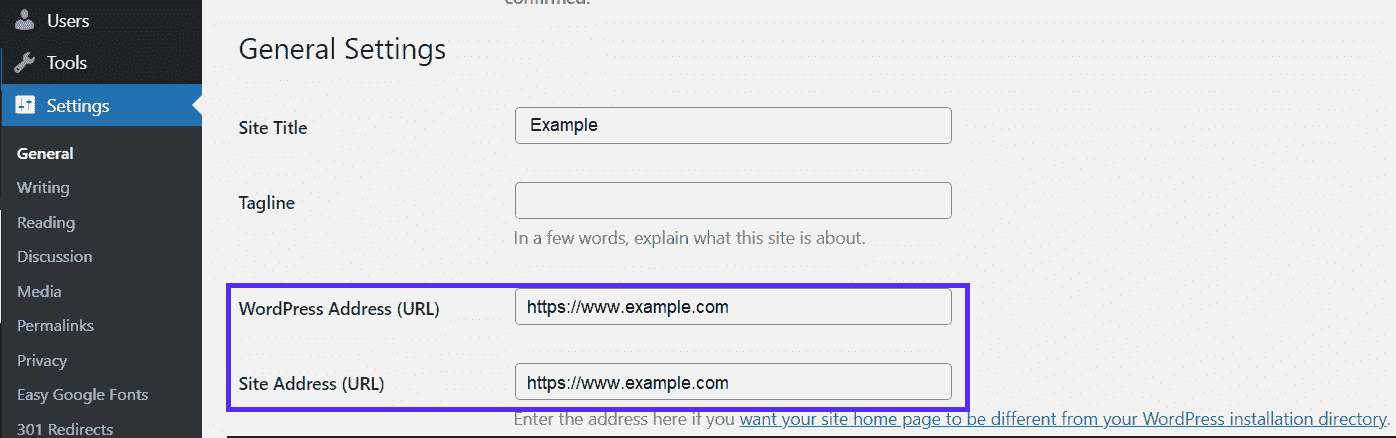 Users
Tools
Settings
General
Writing
Reading
Discussion
Media
Permalinks
Privacy
Easy Google Fonts
301 Redirects
confirmed.
General Settings
Site Title
Example
Tagline
In a few words, explain what this site is about.
WordPress Address (URL)
https://www.example.com
Site Address (URL)
https://www.example.com
Enter the address here if you want your site home page to be different from your WordPress installation directory.